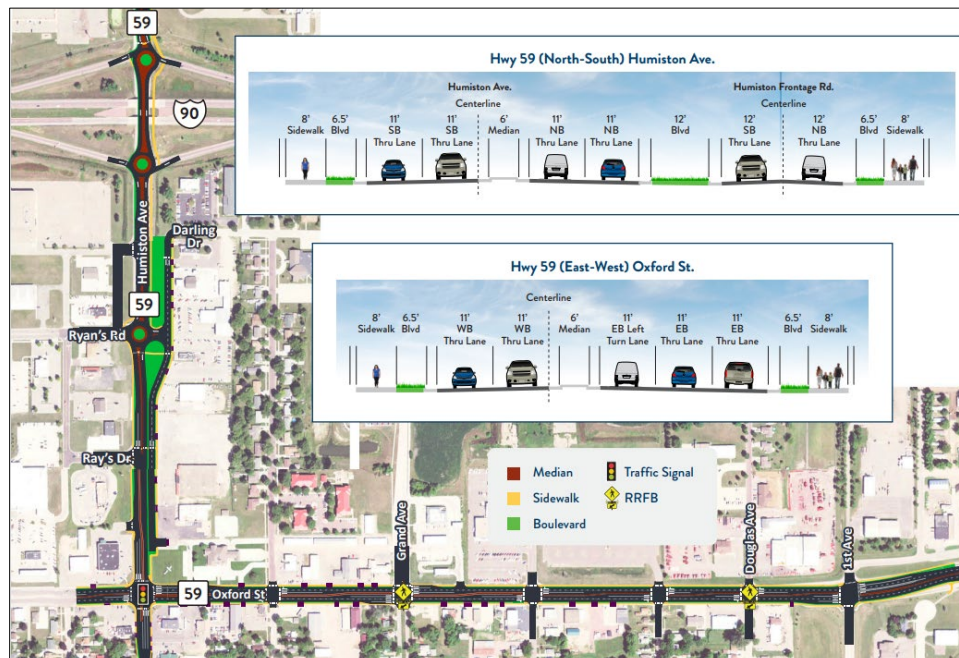 59
90
Humiston Ave
Darling
Dr
59
Ryan's Rd
Ray's Dr
Grand Ave
Douglas Ave
1st Ave
59
Oxford St
Hwy 59 (North-South) Humiston Ave.
Humiston Ave.
Humiston Frontage Rd.
Centerline
Centerline
8' 6.5' 11' 11' 6' 11' 11' 12' 12' 12' 6.5' 8'
Sidewalk Blvd SB SB Median NB NB Blvd SB NB Blvd Sidewalk
Thru Lane Thru Lane Thru Lane Thru Lane Thru Lane Thru Lane
Hwy 59 (East-West) Oxford St.
Centerline
8' 6.5' 11' 11' 6' 11' 11' 11' 6.5' 8'
Sidewalk Blvd WB WB Median EB Left EB EB Blvd Sidewalk
Thru Lane Thru Lane Turn Lane Thru Lane Thru Lane
Median
Sidewalk
Boulevard
Traffic Signal
RRFB